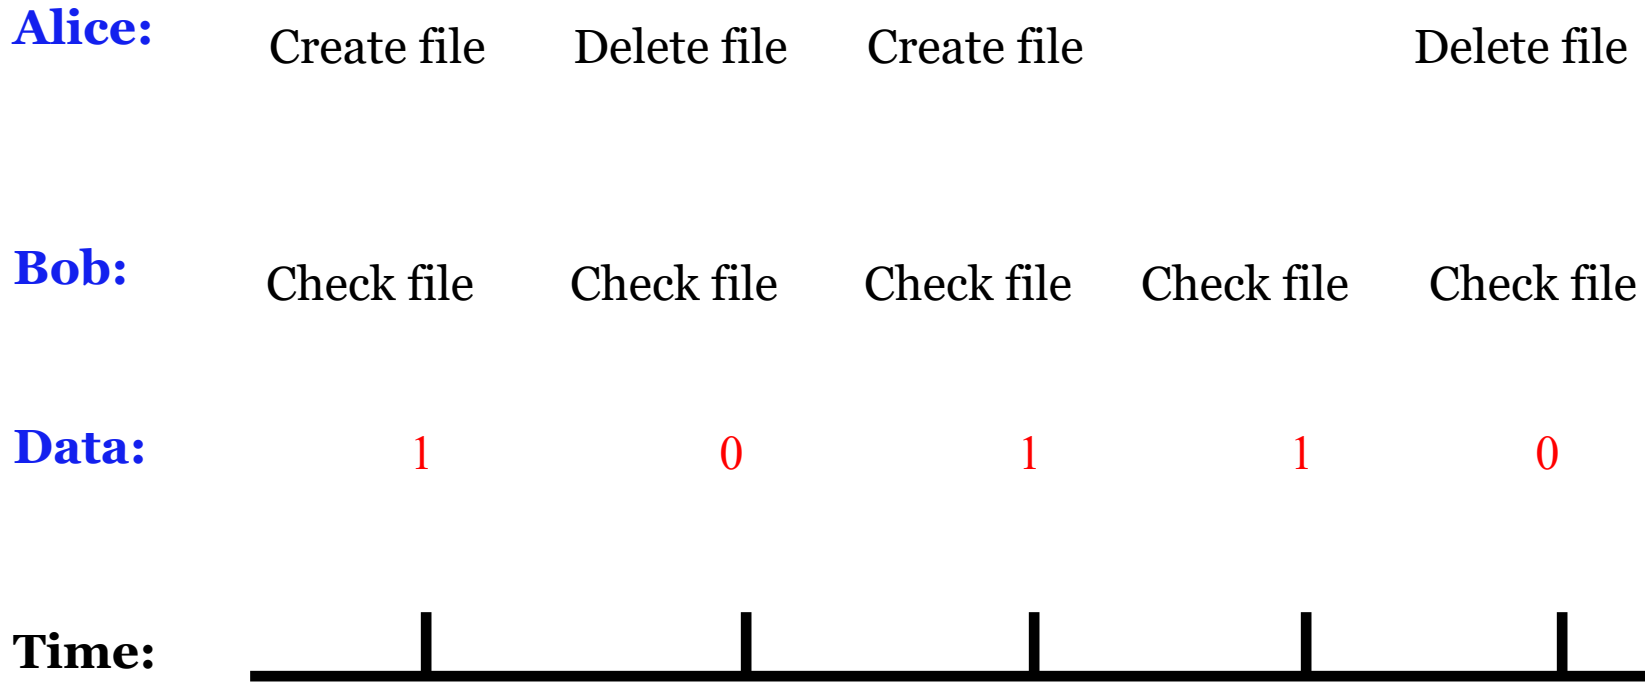 Alice: Create file Delete file Create file Delete file
Bob: Check file Check file Check file Check file Check file
Data: 1 0 1 1 0
Time: